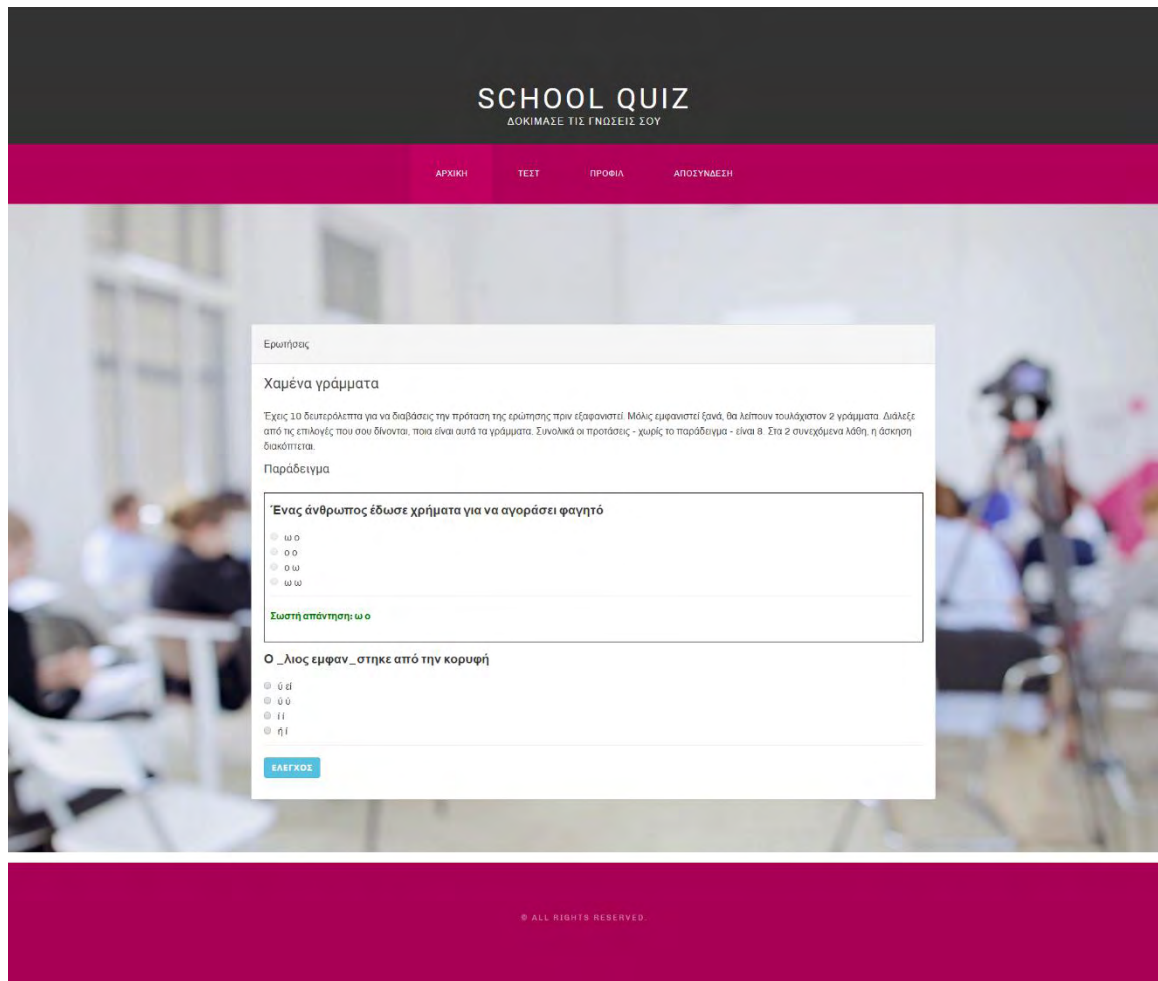 SCHOOL QUIZ
ΔΟΚΙΜΑΣΕ ΤΙΣ ΓΝΩΣΕΙΣ ΣΟΥ
ΑΡΧΙΚΗ ΤΕΣΤ ΠΡΟΦΙΛ ΑΠΟΣΥΝΔΕΣΗ
Ερωτήσεις
Χαμένα γράμματα
Έχεις 10 δευτερόλεπτα για να διαβάσεις την πρόταση της ερώτησης πριν εξαφανιστεί. Μόλις εμφανιστεί ξανά, θα λείπουν τουλάχιστον 2 γράμματα. Διάλεξε
από τις επιλογές που σου δίνονται, ποια είναι αυτά τα γράμματα. Συνολικά οι προτάσεις - χωρίς το παράδειγμα - είναι 8. Στα 2 συνεχόμενα λάθη, η άσκηση
διακόπτεται.
Παράδειγμα
Ένας άνθρωπος έδωσε χρήματα για να αγοράσει φαγητό
ω ο
ο ο
ο ω
ω ω
Σωστή απάντηση: ω ο
Ο _λιος εμφαν_στηκε από την κορυφή
ύ εί
ύ ύ
ί ί
ή ί
ΕΛΕΓΧΟΣ
© ALL RIGHTS RESERVED.